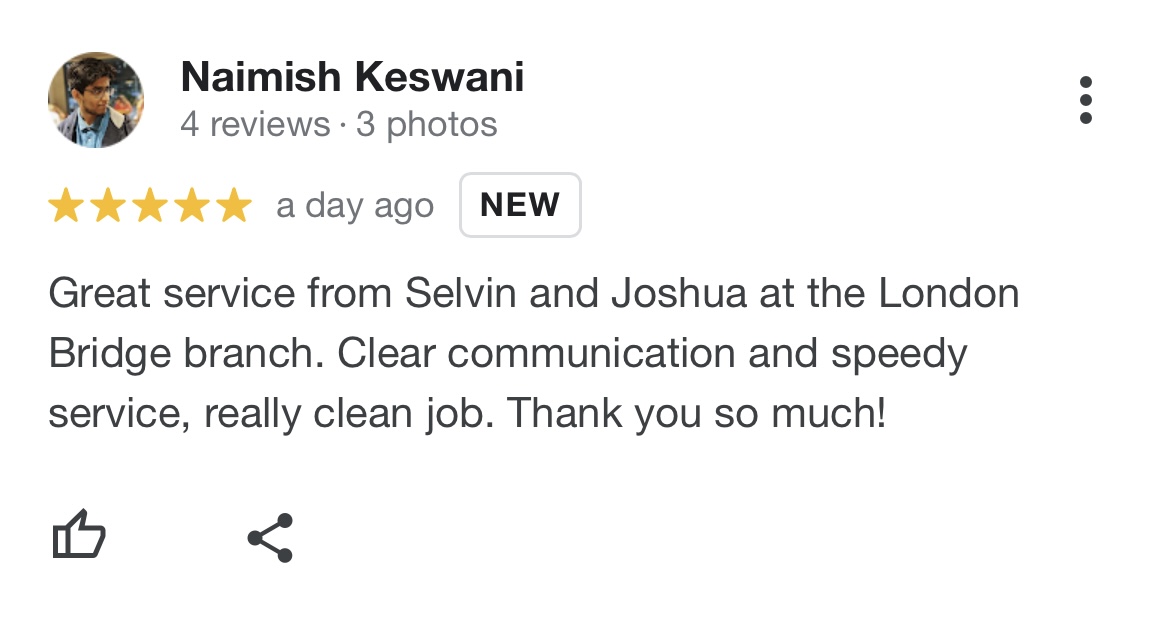 Naimish Keswani
4 reviews · 3 photos
a day ago NEW
Great service from Selvin and Joshua at the London
Bridge branch. Clear communication and speedy
service, really clean job. Thank you so much!